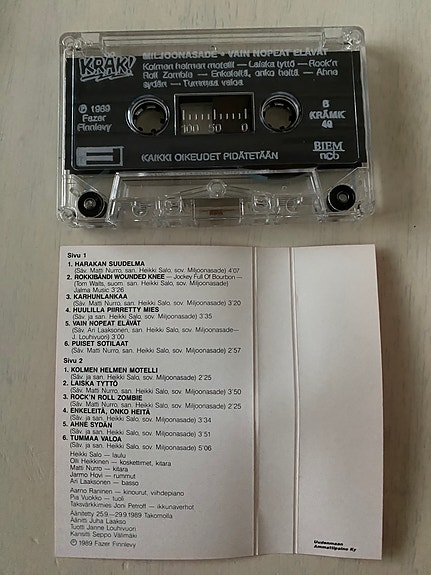 KRÄK!
MILJOONASADE • VAIN NOPEAT ELÄVÄT
Kolmen helmen motelli — Laiska tyttö — Rock'n
Roll Zombie — Enkeleitä, onko heitä — Ahne
sydän — Tummaa valoa
℗ 1989
Fazer
Finnlevy
100 50 0
6
KRÄMK
49
BIEM
ncb
KAIKKI OIKEUDET PIDÄTETÄÄN
Sivu 1
1. HARAKAN SUUDELMA
(Säv. Matti Nurro, san. Heikki Salo, sov. Miljoonasade) 4'07
2. ROKKIBÄNDI WOUNDED KNEE — Jockey Full Of Bourbon —
(Tom Waits, suom. san. Heikki Salo, sov. Miljoonasade)
Jalma Music 3'26
3. KARHUNLANKAA
(Säv. Matti Nurro, san. Heikki Salo, sov. Miljoonasade) 3'20
4. HUULILLA PIIRRETTY MIES
(Säv. ja san. Heikki Salo, sov. Miljoonasade) 3'35
5. VAIN NOPEAT ELÄVÄT
(Säv. Ari Laaksonen, san. Heikki Salo, sov. Miljoonasade—
J. Louhivuori) 3'00
6. PUISET SOTILAAT
(Säv. Matti Nurro, san. Heikki Salo, sov. Miljoonasade) 2'57
Sivu 2
1. KOLMEN HELMEN MOTELLI
(Säv. ja san. Heikki Salo, sov. Miljoonasade) 2'25
2. LAISKA TYTTÖ
(Säv. Matti Nurro, san. Heikki Salo, sov. Miljoonasade) 3'50
3. ROCK'N ROLL ZOMBIE
(Säv. Matti Nurro, san. Heikki Salo, sov. Miljoonasade) 2'25
4. ENKELEITÄ, ONKO HEITÄ
(Säv. ja san. Heikki Salo, sov. Miljoonasade) 3'34
5. AHNE SYDÄN
(Säv. ja san. Heikki Salo, sov. Miljoonasade) 3'51
6. TUMMAA VALOA
(Säv. ja san. Heikki Salo, sov. Miljoonasade) 5'06
Heikki Salo — laulu
Olli Heikkinen — koskettimet, kitara
Matti Nurro — kitara
Jarmo Hovi — rummut
Ari Laaksonen — basso
Aarno Raninen — kinourut, viihdepiano
Pia Vuokko — tuoli
Taksvärkkimies Joni Petroff — ikkunaverhot
Äänitetty 25.9—29.9.1989 Takomolla
Äänitti Juha Laakso
Tuotti Janne Louhivuori
Kansitti Seppo Välimäki
℗ 1989 Fazer Finnlevy
Uudenmaan
Ammattipaino Ky